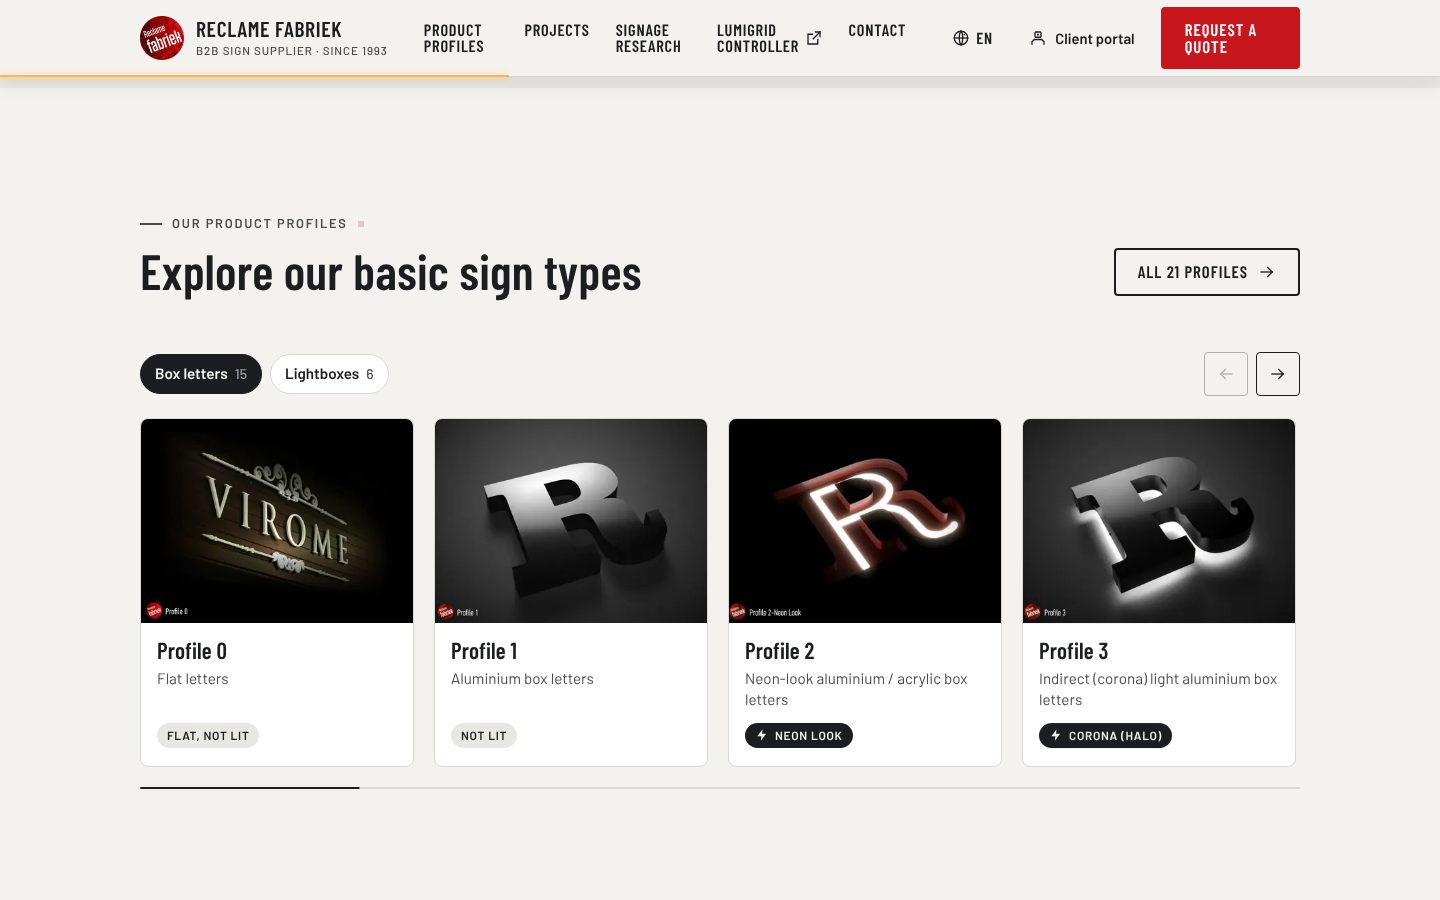 Reclame
fabriek
RECLAME FABRIEK
B2B SIGN SUPPLIER · SINCE 1993
PRODUCT
PROFILES
PROJECTS
SIGNAGE
RESEARCH
LUMIGRID
CONTROLLER
CONTACT
EN
Client portal
REQUEST A
QUOTE
OUR PRODUCT PROFILES
Explore our basic sign types
ALL 21 PROFILES
Box letters 15
Lightboxes 6
VIROME
Profile 0
R
Profile 1
R
Profile 2-Neon Look
R
Profile 3
Profile 0
Flat letters
FLAT, NOT LIT
Profile 1
Aluminium box letters
NOT LIT
Profile 2
Neon-look aluminium / acrylic box
letters
NEON LOOK
Profile 3
Indirect (corona) light aluminium box
letters
CORONA (HALO)